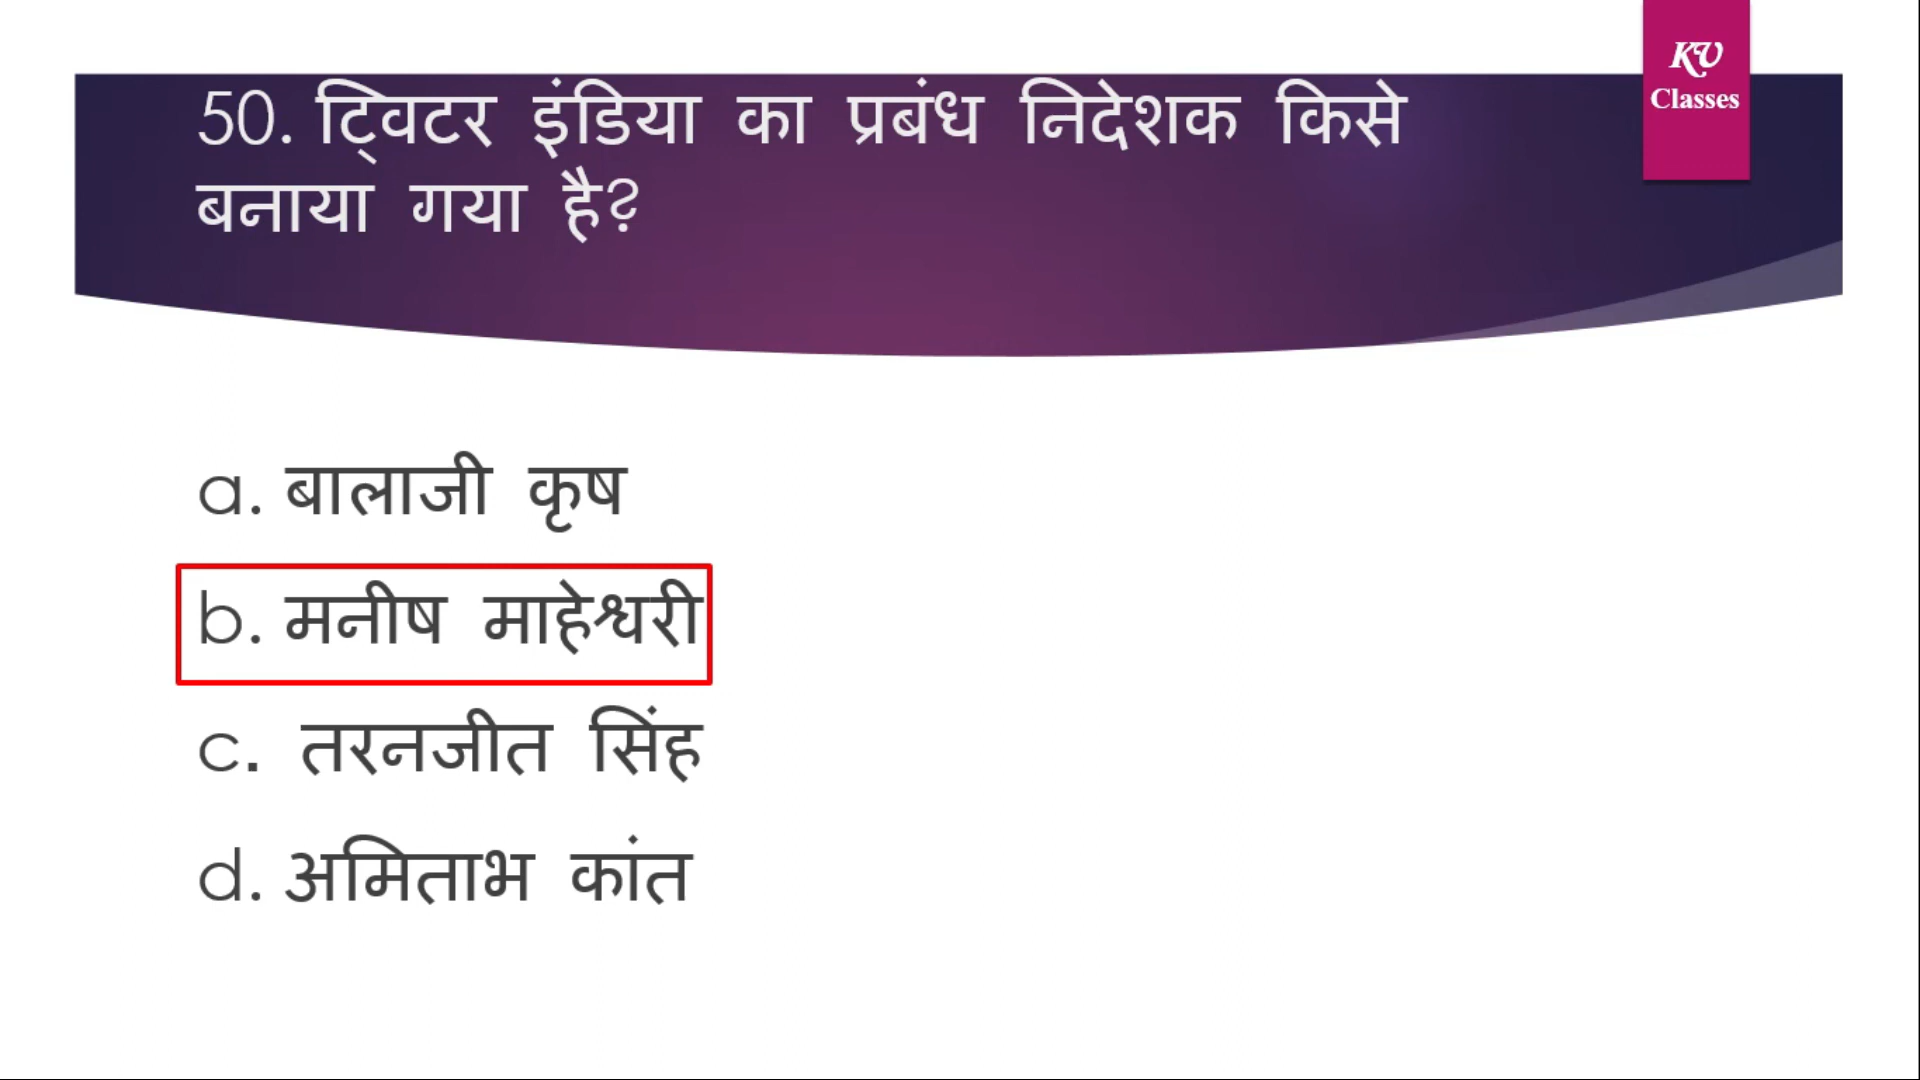 KV
Classes
50. ट्विटर इंडिया का प्रबंध निदेशक किसे
बनाया गया है?
a. बालाजी कृष
b. मनीष माहेश्वरी
c. तरनजीत सिंह
d. अमिताभ कांत